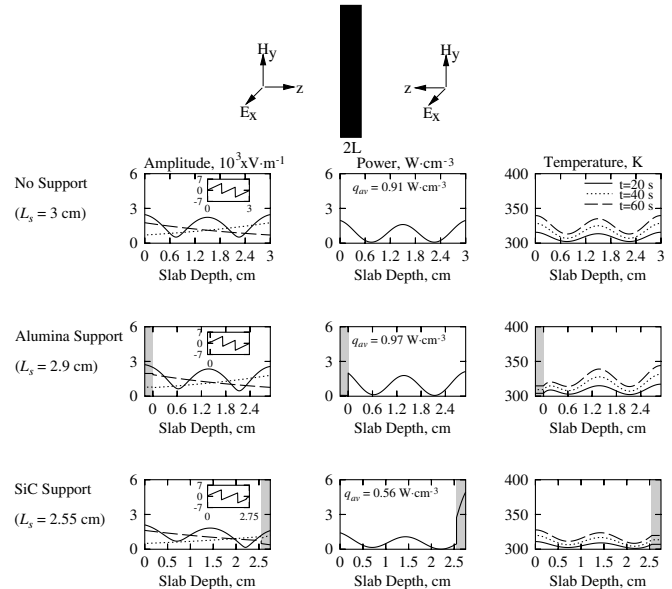 Hy
z
Ex
Hy
z
Ex
2L
Amplitude, 10³xV·m⁻¹
Power, W·cm⁻³
Temperature, K
No Support
(Ls = 3 cm)
6
3
0
7
0
-7
0
3
0 0.6 1.2 1.8 2.4 3
Slab Depth, cm
6
3
0
qav = 0.91 W·cm⁻³
0 0.6 1.2 1.8 2.4 3
Slab Depth, cm
400
350
300
t=20 s
t=40 s
t=60 s
0 0.6 1.2 1.8 2.4 3
Slab Depth, cm
Alumina Support
(Ls = 2.9 cm)
6
3
0
7
0
-7
0
0 0.6 1.2 1.8 2.4
Slab Depth, cm
6
3
0
qav = 0.97 W·cm⁻³
0 0.6 1.2 1.8 2.4
Slab Depth, cm
400
350
300
0 0.6 1.2 1.8 2.4
Slab Depth, cm
SiC Support
(Ls = 2.55 cm)
6
3
0
7
0
-7
0
2.75
0 0.5 1 1.5 2 2.5
Slab Depth, cm
6
3
0
qav = 0.56 W·cm⁻³
0 0.5 1 1.5 2 2.5
Slab Depth, cm
400
350
300
0 0.5 1 1.5 2 2.5
Slab Depth, cm